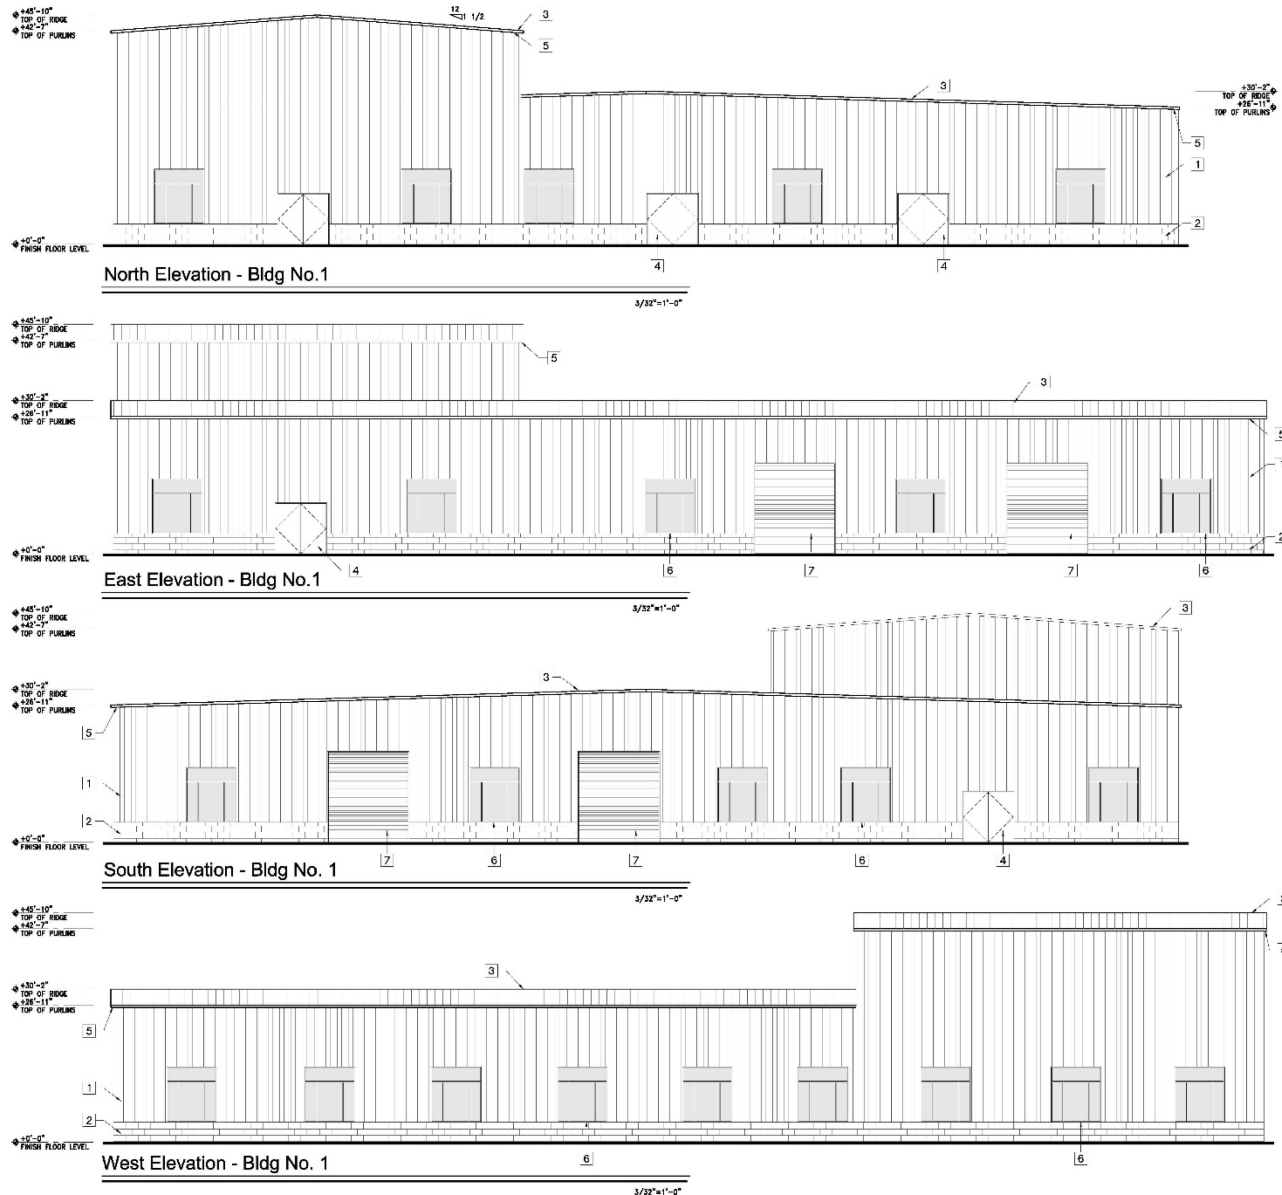 +45'-10"
TOP OF RIDGE
+42'-7"
TOP OF PURLINS
12
1 1/2
3
5
3
+30'-2"
TOP OF RIDGE
+26'-11"
TOP OF PURLINS
5
1
2
+0'-0"
FINISH FLOOR LEVEL
4
4
North Elevation - Bldg No.1
3/32"=1'-0"
+45'-10"
TOP OF RIDGE
+42'-7"
TOP OF PURLINS
5
3
+30'-2"
TOP OF RIDGE
+26'-11"
TOP OF PURLINS
5
1
2
+0'-0"
FINISH FLOOR LEVEL
4
6
7
7
6
East Elevation - Bldg No.1
3/32"=1'-0"
+45'-10"
TOP OF RIDGE
+42'-7"
TOP OF PURLINS
3
3
+30'-2"
TOP OF RIDGE
+26'-11"
TOP OF PURLINS
5
1
2
+0'-0"
FINISH FLOOR LEVEL
7
6
7
6
4
South Elevation - Bldg No. 1
3/32"=1'-0"
+45'-10"
TOP OF RIDGE
+42'-7"
TOP OF PURLINS
3
+30'-2"
TOP OF RIDGE
+26'-11"
TOP OF PURLINS
5
1
2
+0'-0"
FINISH FLOOR LEVEL
6
6
West Elevation - Bldg No. 1
3/32"=1'-0"